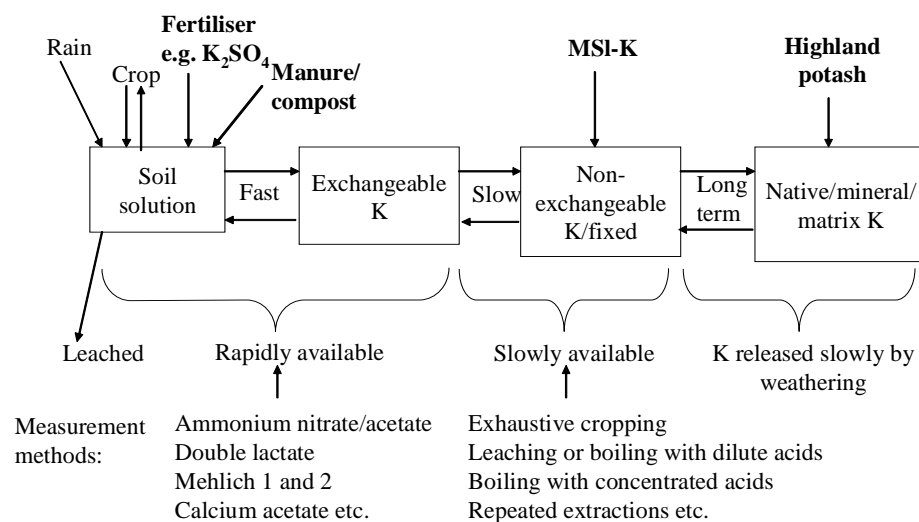 Rain
Crop
Fertiliser
e.g. K₂SO₄
Manure/
compost
MSl-K
Highland
potash
Soil
solution
Fast
Exchangeable
K
Slow
Non-
exchangeable
K/fixed
Long
term
Native/mineral/
matrix K
Leached
Rapidly available
Slowly available
K released slowly by
weathering
Measurement
methods:
Ammonium nitrate/acetate
Double lactate
Mehlich 1 and 2
Calcium acetate etc.
Exhaustive cropping
Leaching or boiling with dilute acids
Boiling with concentrated acids
Repeated extractions etc.